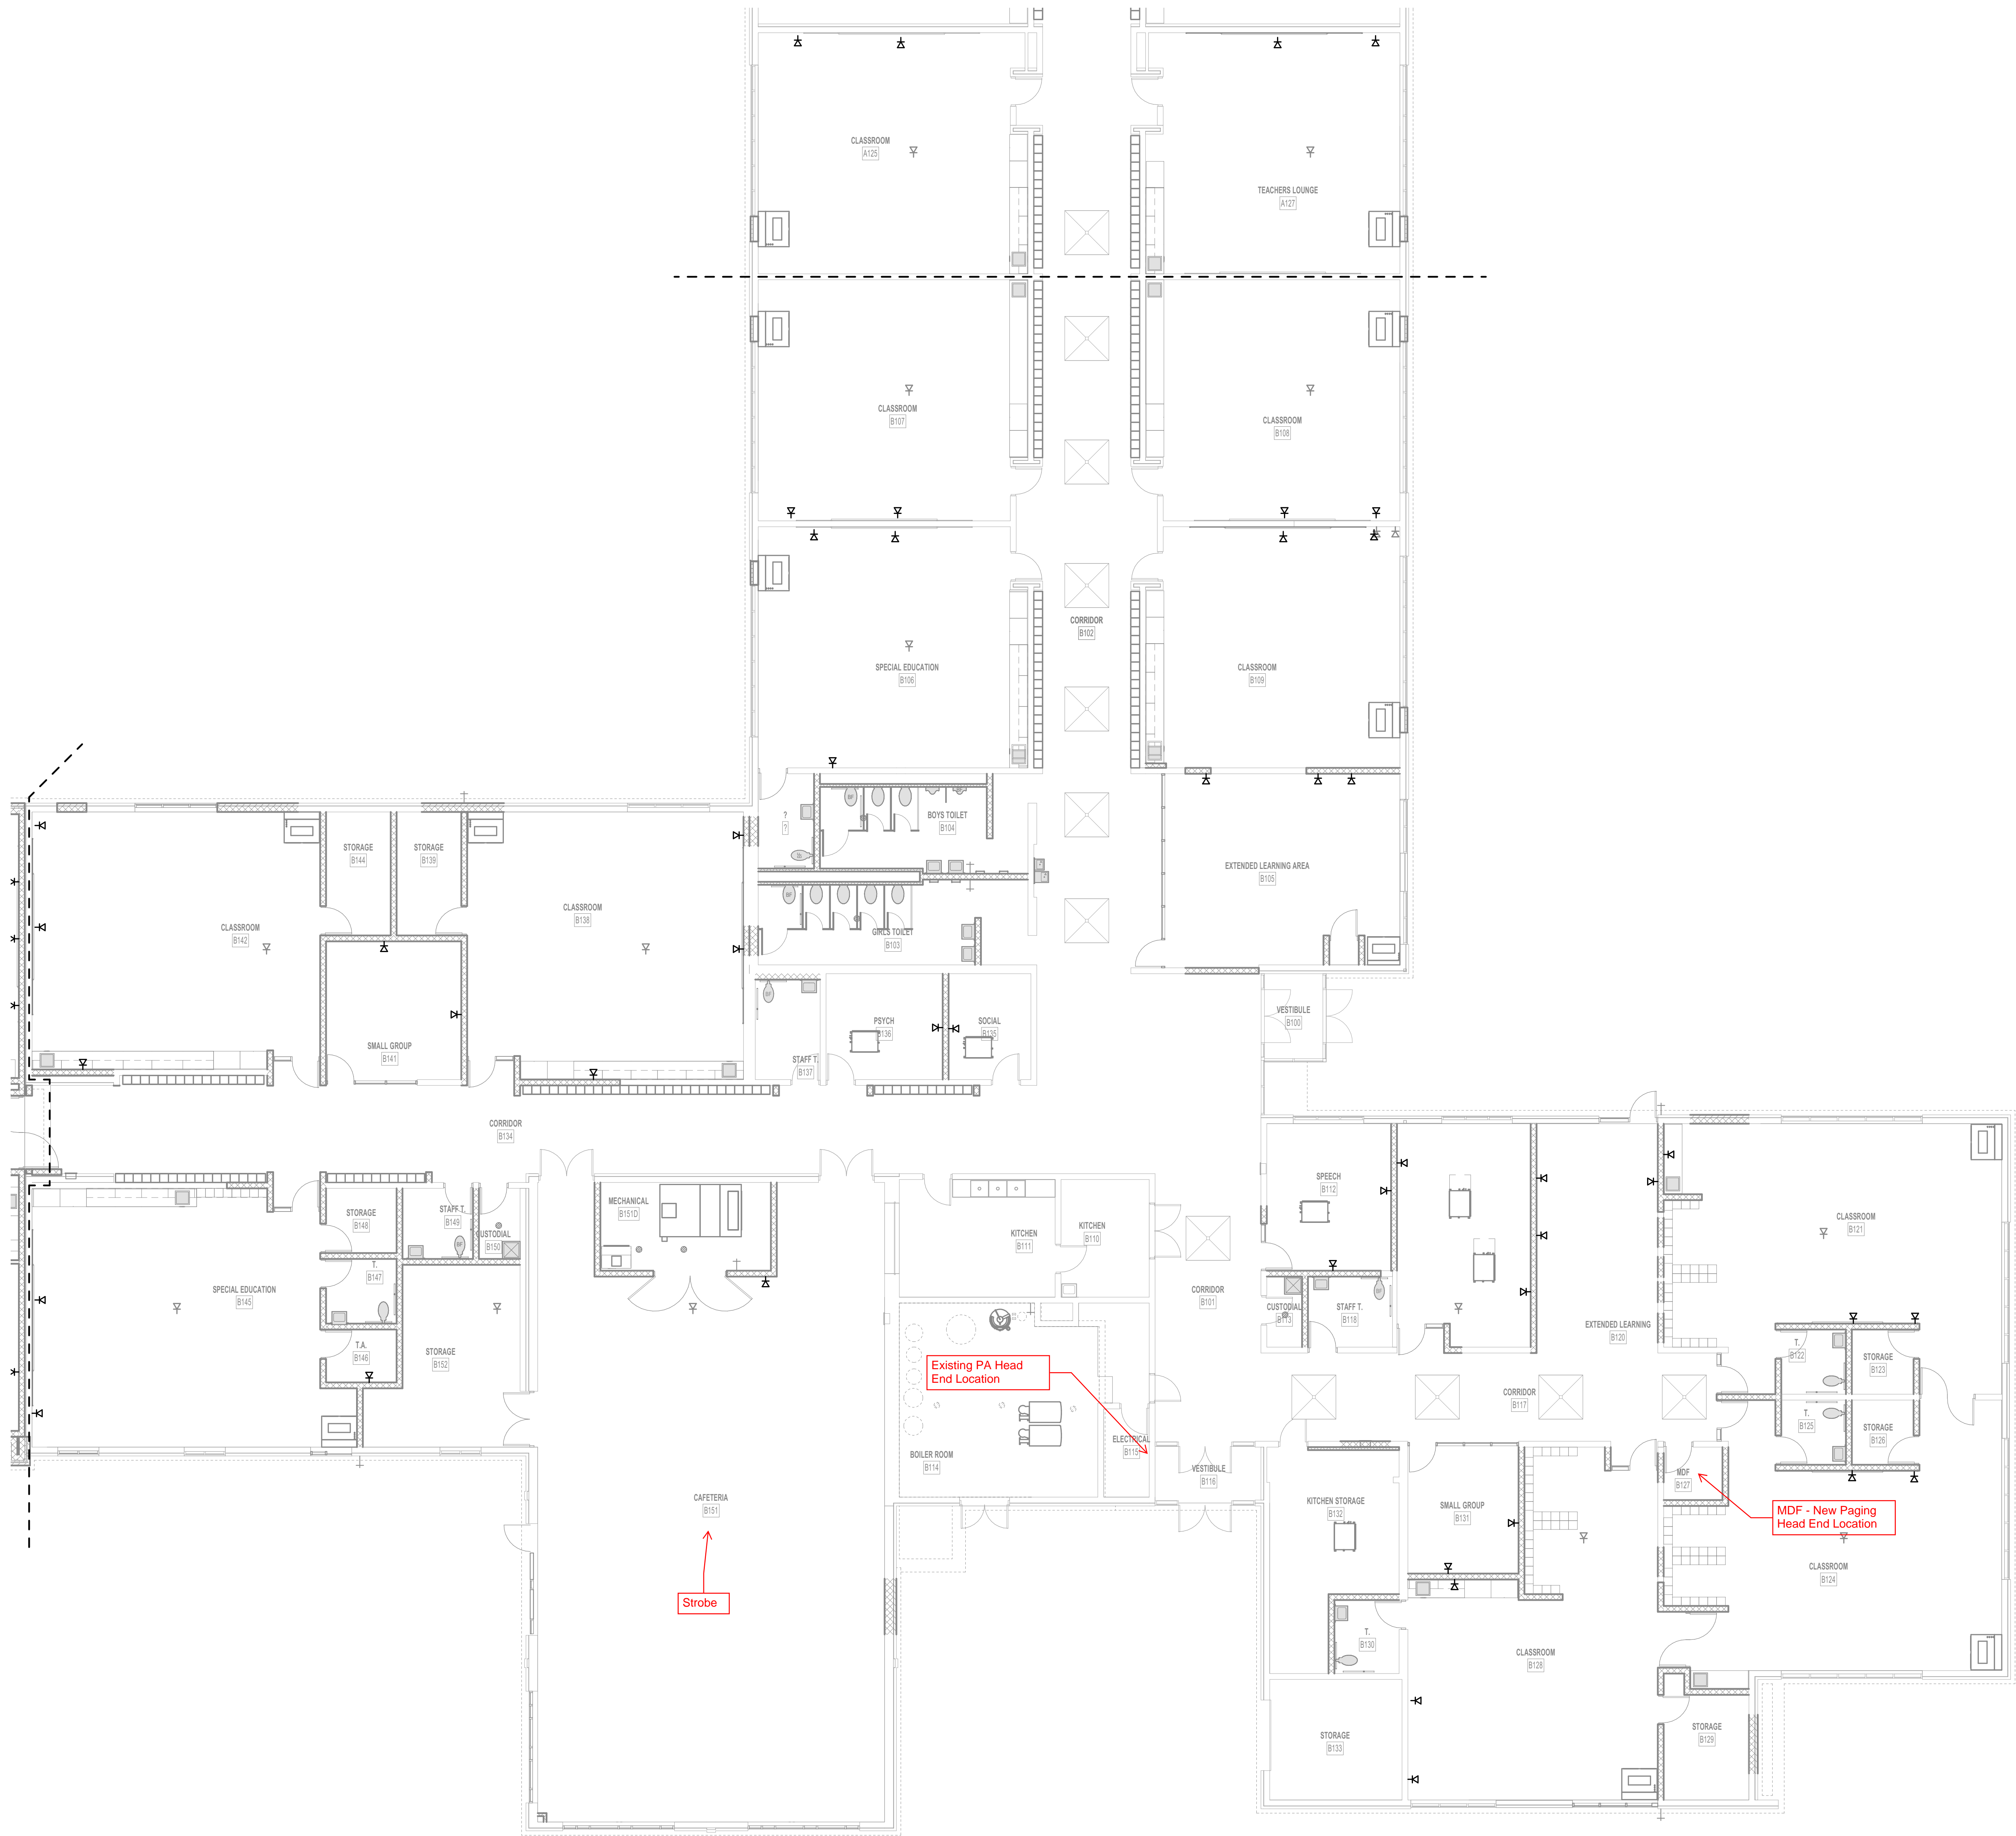 CLASSROOM
A125
TEACHERS LOUNGE
A127
CLASSROOM
B107
CLASSROOM
B108
CORRIDOR
B102
SPECIAL EDUCATION
B106
CLASSROOM
B109
?
?
BOYS TOILET
B104
STORAGE
B144
STORAGE
B139
EXTENDED LEARNING AREA
B105
CLASSROOM
B142
CLASSROOM
B138
GIRLS TOILET
B103
VESTIBULE
B100
PSYCH
B136
SOCIAL
B135
SMALL GROUP
B141
STAFF T.
B137
CORRIDOR
B134
SPEECH
B112
MECHANICAL
B151D
STORAGE
B148
STAFF T.
B149
CUSTODIAL
B150
KITCHEN
B111
KITCHEN
B110
CLASSROOM
B121
T.
B147
SPECIAL EDUCATION
B145
CORRIDOR
B101
CUSTODIAL
B113
STAFF T.
B118
EXTENDED LEARNING
B120
T.A.
B146
STORAGE
B152
T.
B122
STORAGE
B123
Existing PA Head
End Location
CORRIDOR
B117
T.
B125
STORAGE
B126
BOILER ROOM
B114
ELECTRICAL
B115
VESTIBULE
B116
MDF
B127
CAFETERIA
B151
KITCHEN STORAGE
B132
SMALL GROUP
B131
MDF - New Paging
Head End Location
CLASSROOM
B124
Strobe
T.
B130
CLASSROOM
B128
STORAGE
B133
STORAGE
B129